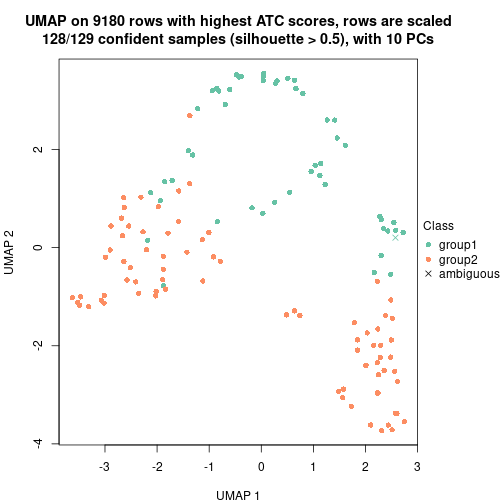 UMAP on 9180 rows with highest ATC scores, rows are scaled
128/129 confident samples (silhouette > 0.5), with 10 PCs
2
0
-2
-4
UMAP 2
-3
-2
-1
0
1
2
3
UMAP 1
Class
group1
group2
ambiguous